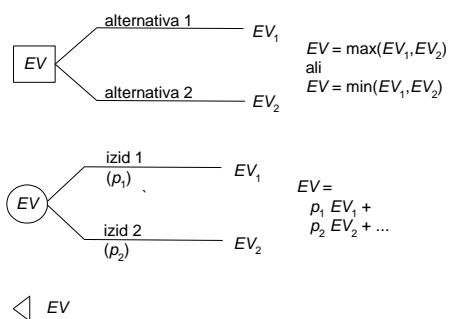 alternativa 1
EV₁
EV
EV = max(EV₁,EV₂)
ali
EV = min(EV₁,EV₂)
alternativa 2
EV₂
izid 1
(p₁)
EV₁
EV
EV =
p₁ EV₁ +
p₂ EV₂ + ...
izid 2
(p₂)
EV₂
EV